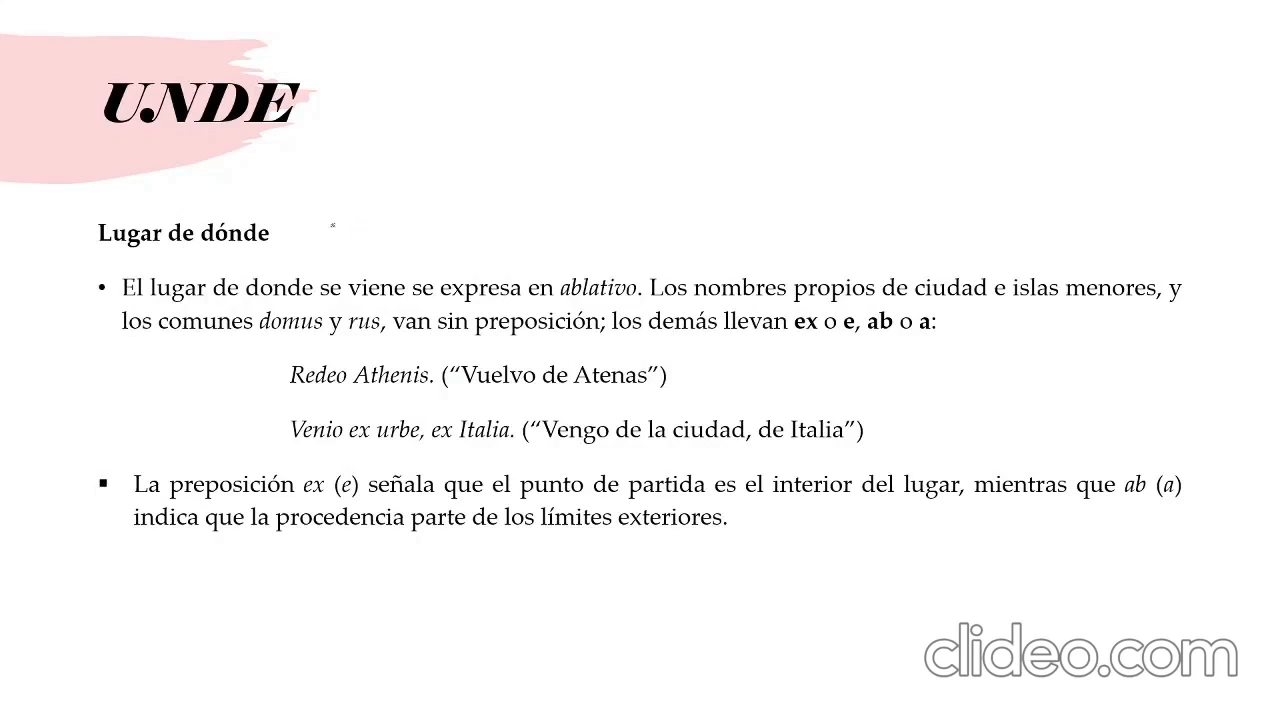 UNDE
Lugar de dónde
• El lugar de donde se viene se expresa en ablativo. Los nombres propios de ciudad e islas menores, y
los comunes domus y rus, van sin preposición; los demás llevan ex o e, ab o a:
Redeo Athenis. (“Vuelvo de Atenas”)
Venio ex urbe, ex Italia. (“Vengo de la ciudad, de Italia”)
▪ La preposición ex (e) señala que el punto de partida es el interior del lugar, mientras que ab (a)
indica que la procedencia parte de los límites exteriores.
clideo.com